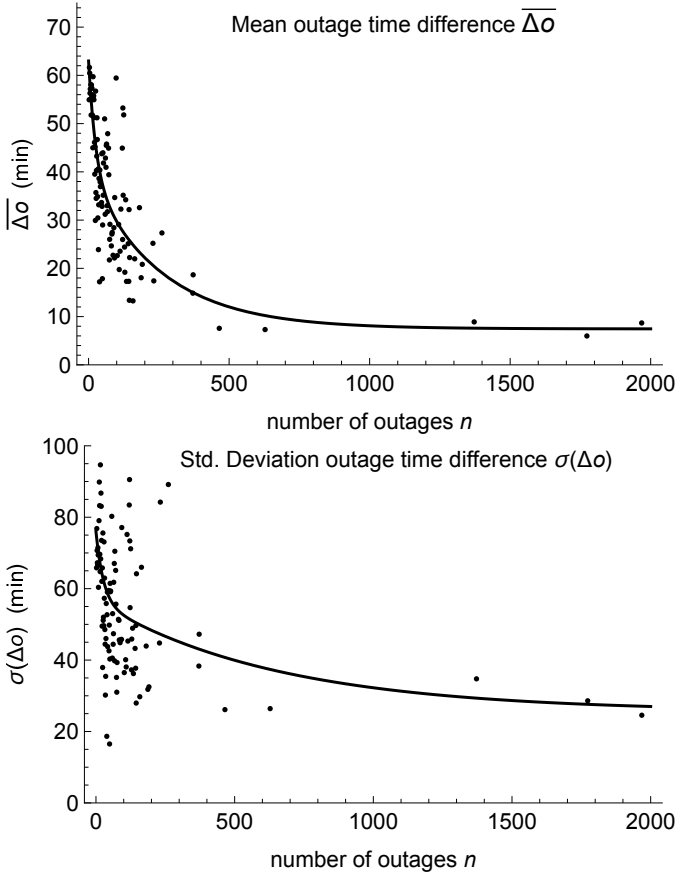 Mean outage time difference Δo
70
60
50
40
30
20
10
0
Δo (min)
0 500 1000 1500 2000
number of outages n
Std. Deviation outage time difference σ(Δo)
100
80
60
40
20
0
σ(Δo) (min)
0 500 1000 1500 2000
number of outages n